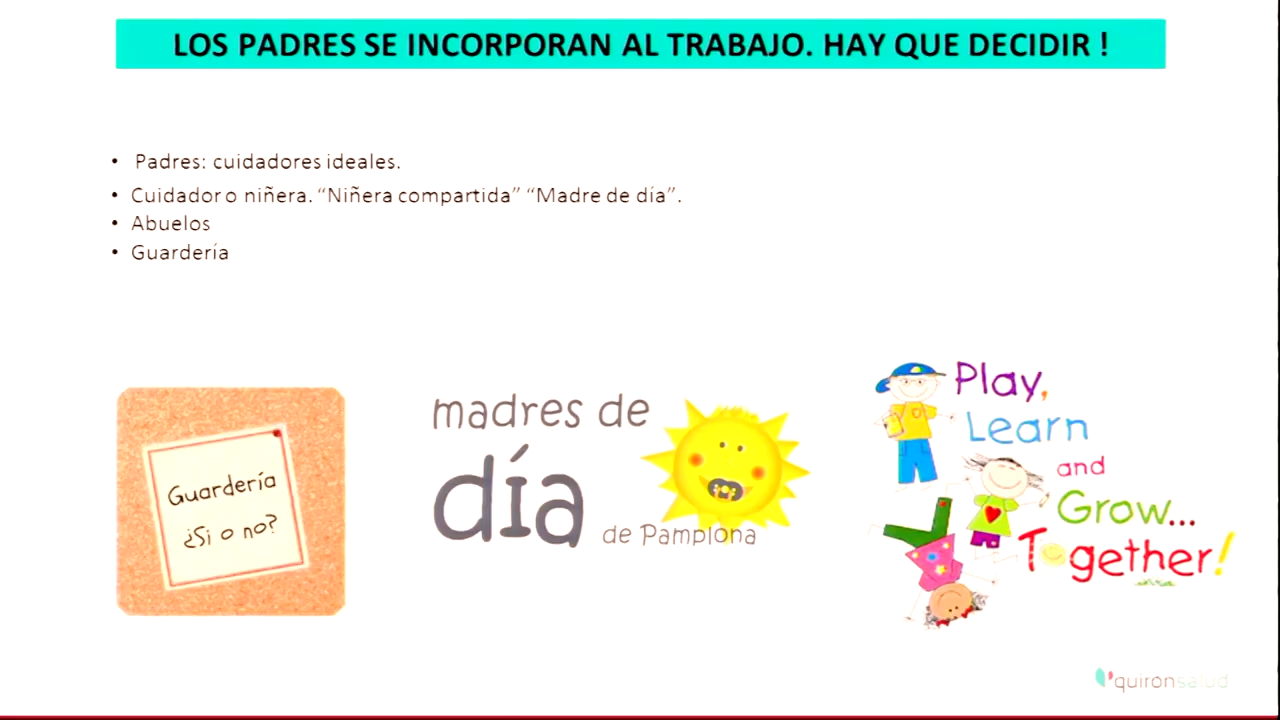 LOS PADRES SE INCORPORAN AL TRABAJO. HAY QUE DECIDIR !
• Padres: cuidadores ideales.
• Cuidador o niñera. “Niñera compartida” “Madre de día”.
• Abuelos
• Guardería
Guardería
¿Si o no?
madres de
día
de Pamplona
Play,
Learn
and
Grow...
Together!
quironsalud